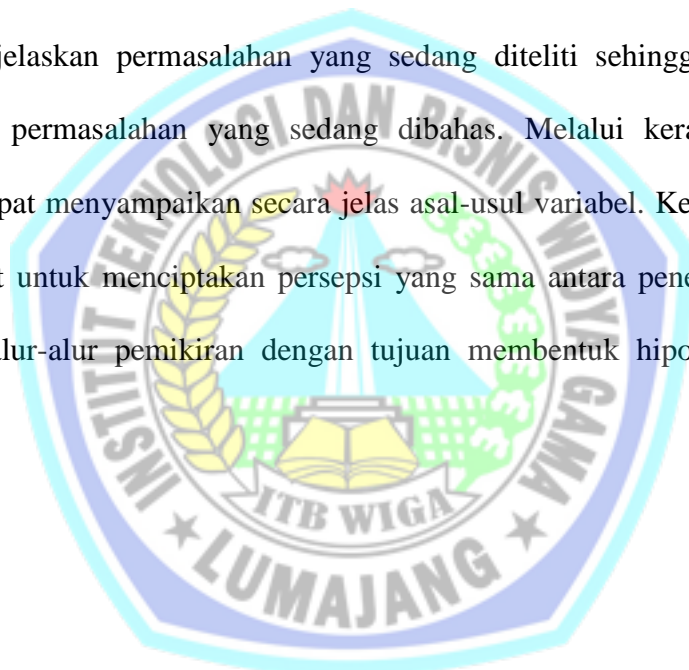 jelaskan permasalahan yang sedang diteliti sehingg
permasalahan yang sedang dibahas. Melalui kera
pat menyampaikan secara jelas asal-usul variabel. Ke
t untuk menciptakan persepsi yang sama antara pene
alur-alur pemikiran dengan tujuan membentuk hipo
INSTITUT TEKNOLOGI DAN BISNIS WIDYA GAMA
ITB WIGA
LUMAJANG